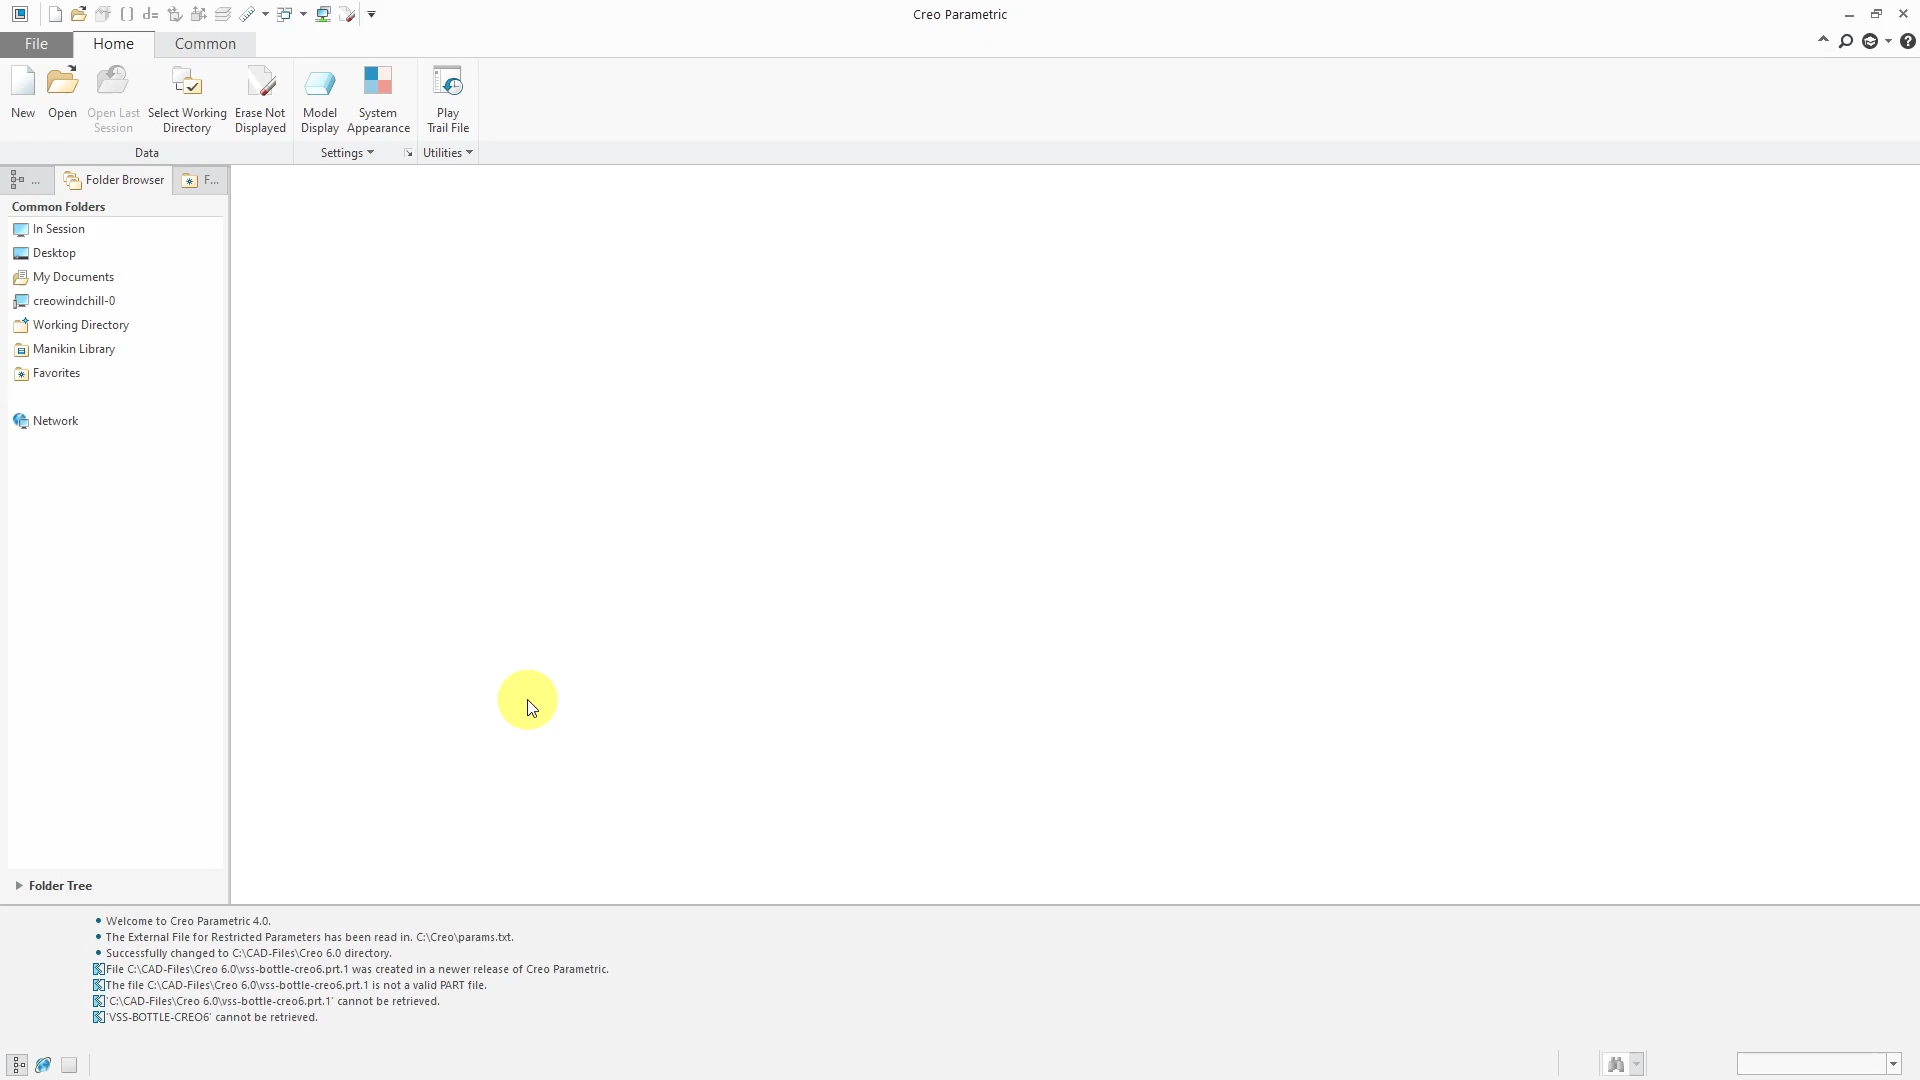 Creo Parametric
File
Home
Common
New
Open
Open Last
Session
Select Working
Directory
Erase Not
Displayed
Model
Display
System
Appearance
Play
Trail File
Data
Settings
Utilities
...
Folder Browser
F...
Common Folders
In Session
Desktop
My Documents
creowindchill-0
Working Directory
Manikin Library
Favorites
Network
Folder Tree
• Welcome to Creo Parametric 4.0.
• The External File for Restricted Parameters has been read in. C:\Creo\params.txt.
• Successfully changed to C:\CAD-Files\Creo 6.0 directory.
File C:\CAD-Files\Creo 6.0\vss-bottle-creo6.prt.1 was created in a newer release of Creo Parametric.
The file C:\CAD-Files\Creo 6.0\vss-bottle-creo6.prt.1 is not a valid PART file.
'C:\CAD-Files\Creo 6.0\vss-bottle-creo6.prt.1' cannot be retrieved.
'VSS-BOTTLE-CREO6' cannot be retrieved.